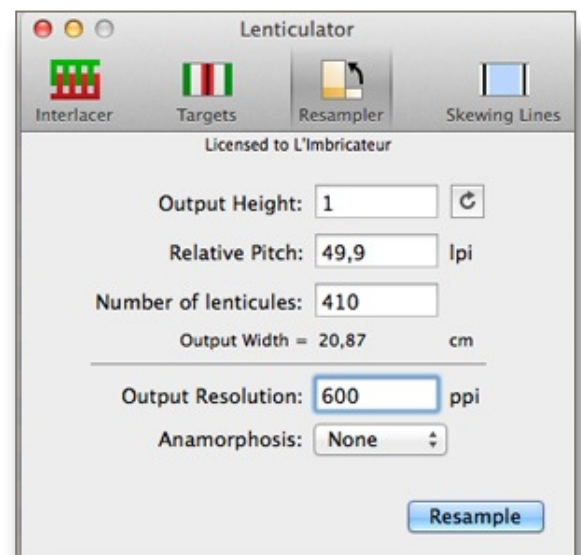 Lenticulator
Interlacer Targets Resampler Skewing Lines
Licensed to L'Imbricateur
Output Height: 1
Relative Pitch: 49,9 lpi
Number of lenticules: 410
Output Width = 20,87 cm
Output Resolution: 600 ppi
Anamorphosis: None
Resample